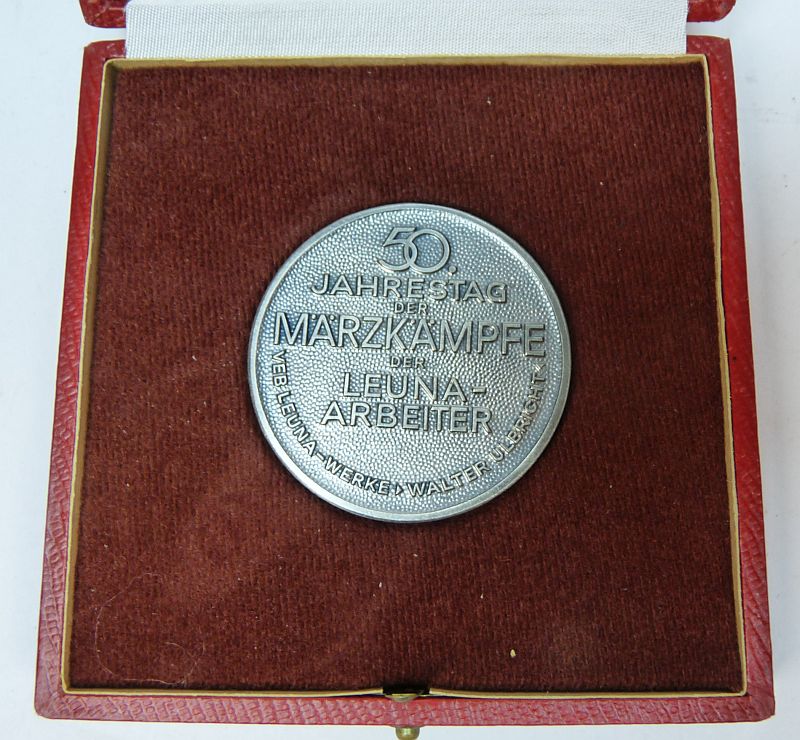 50.
JAHRESTAG
DER
MÄRZKÄMPFE
DER
LEUNA-
ARBEITER
VEB LEUNA-WERKE › WALTER ULBRICHT ‹